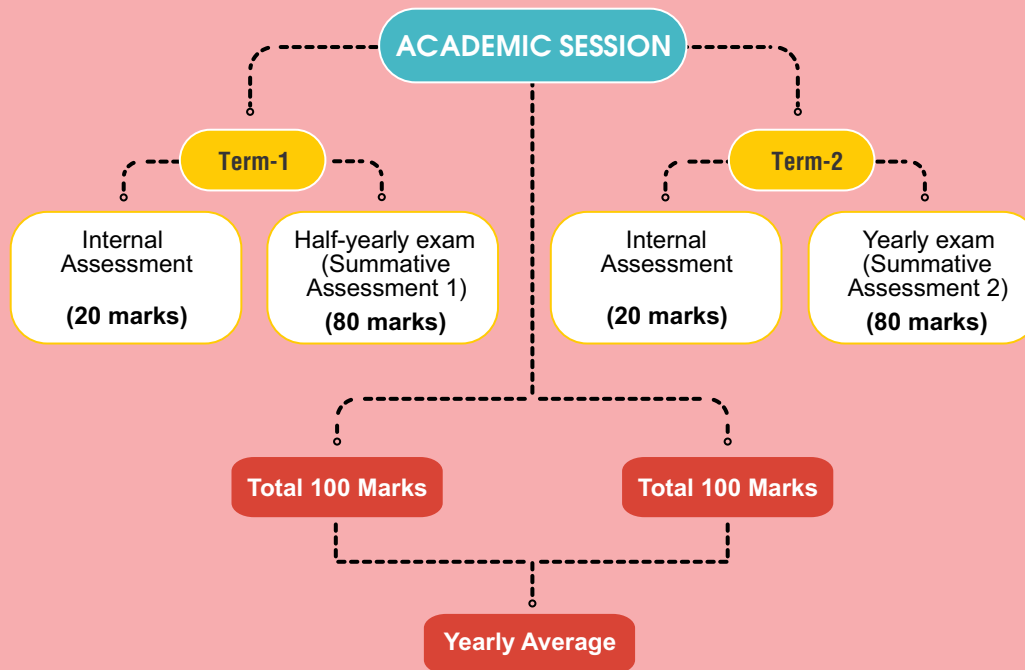 ACADEMIC SESSION
Term-1
Term-2
Internal
Assessment
(20 marks)
Half-yearly exam
(Summative
Assessment 1)
(80 marks)
Internal
Assessment
(20 marks)
Yearly exam
(Summative
Assessment 2)
(80 marks)
Total 100 Marks
Total 100 Marks
Yearly Average